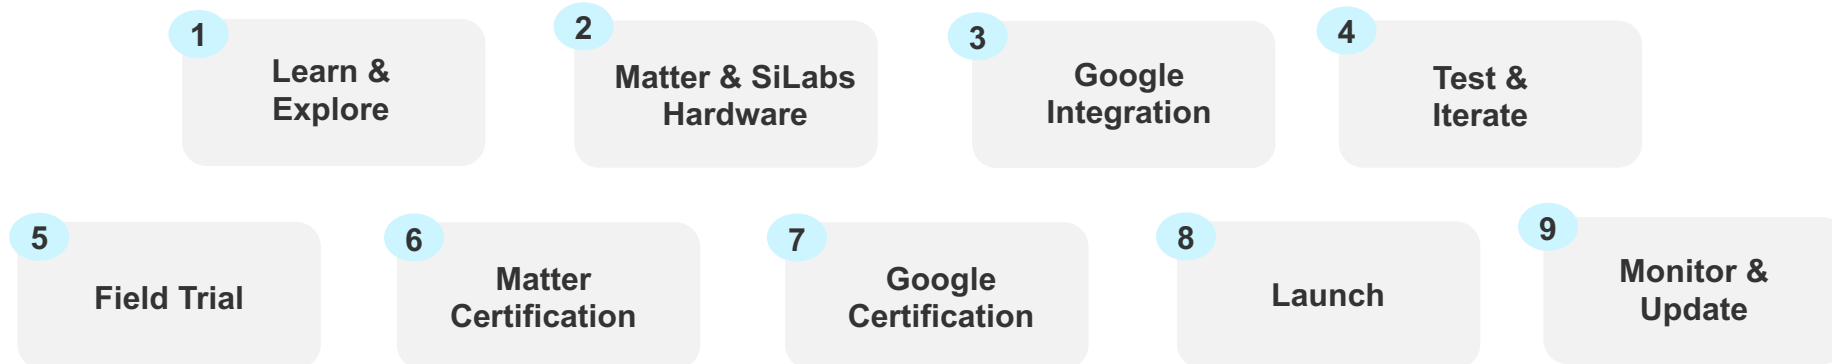 1
Learn &
Explore
2
Matter & SiLabs
Hardware
3
Google
Integration
4
Test &
Iterate
5
Field Trial
6
Matter
Certification
7
Google
Certification
8
Launch
9
Monitor &
Update